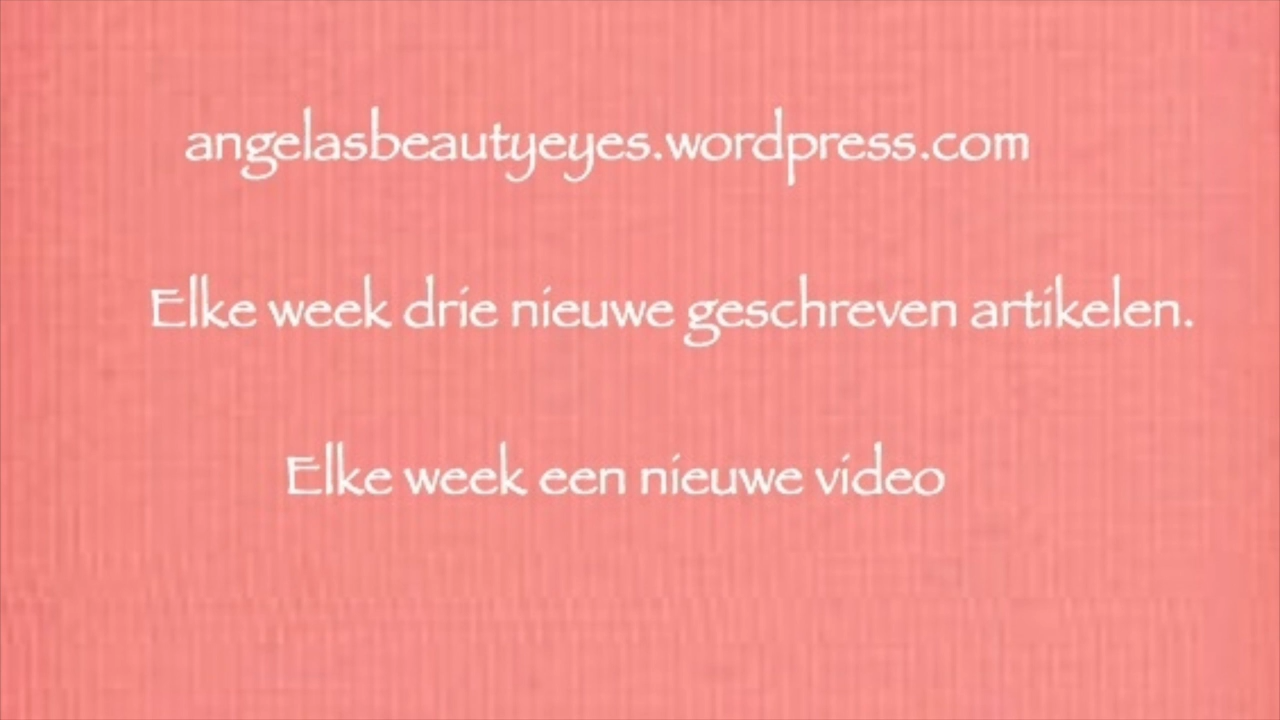 angelasbeautyeyes.wordpress.com
Elke week drie nieuwe geschreven artikelen.
Elke week een nieuwe video